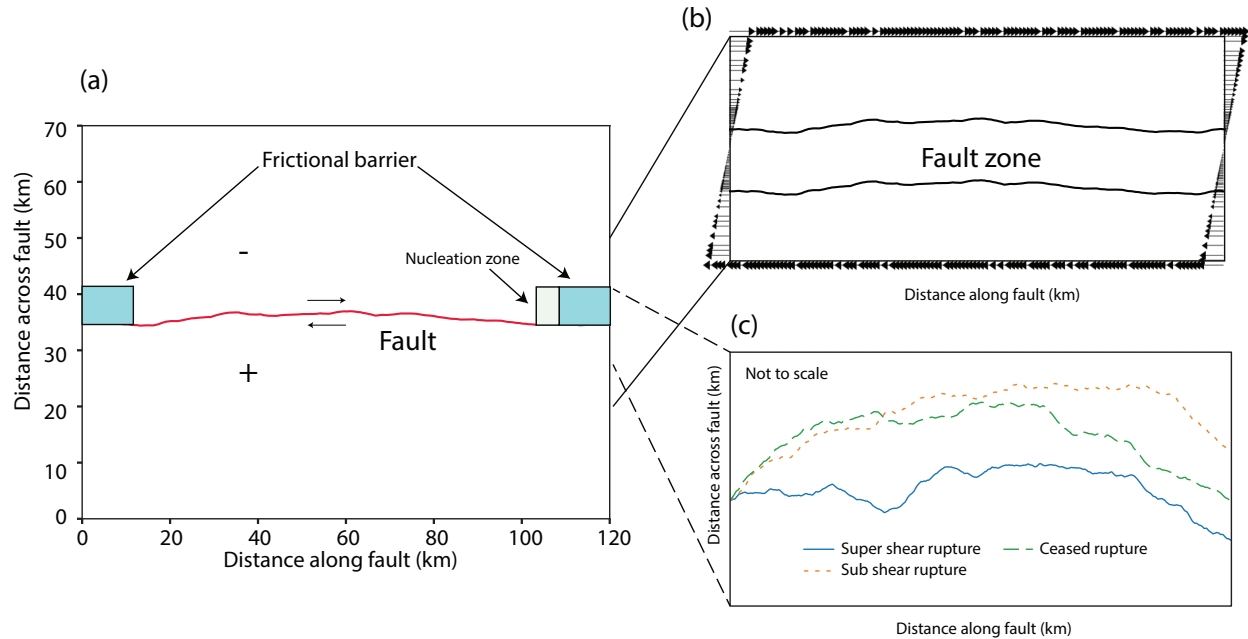 (a)
Distance across fault (km)
70
60
50
40
30
20
10
0
0
20
40
60
80
100
120
Distance along fault (km)
Frictional barrier
Nucleation zone
-
Fault
+
(b)
Fault zone
Distance along fault (km)
(c)
Not to scale
Distance across fault (km)
Super shear rupture
Ceased rupture
Sub shear rupture
Distance along fault (km)